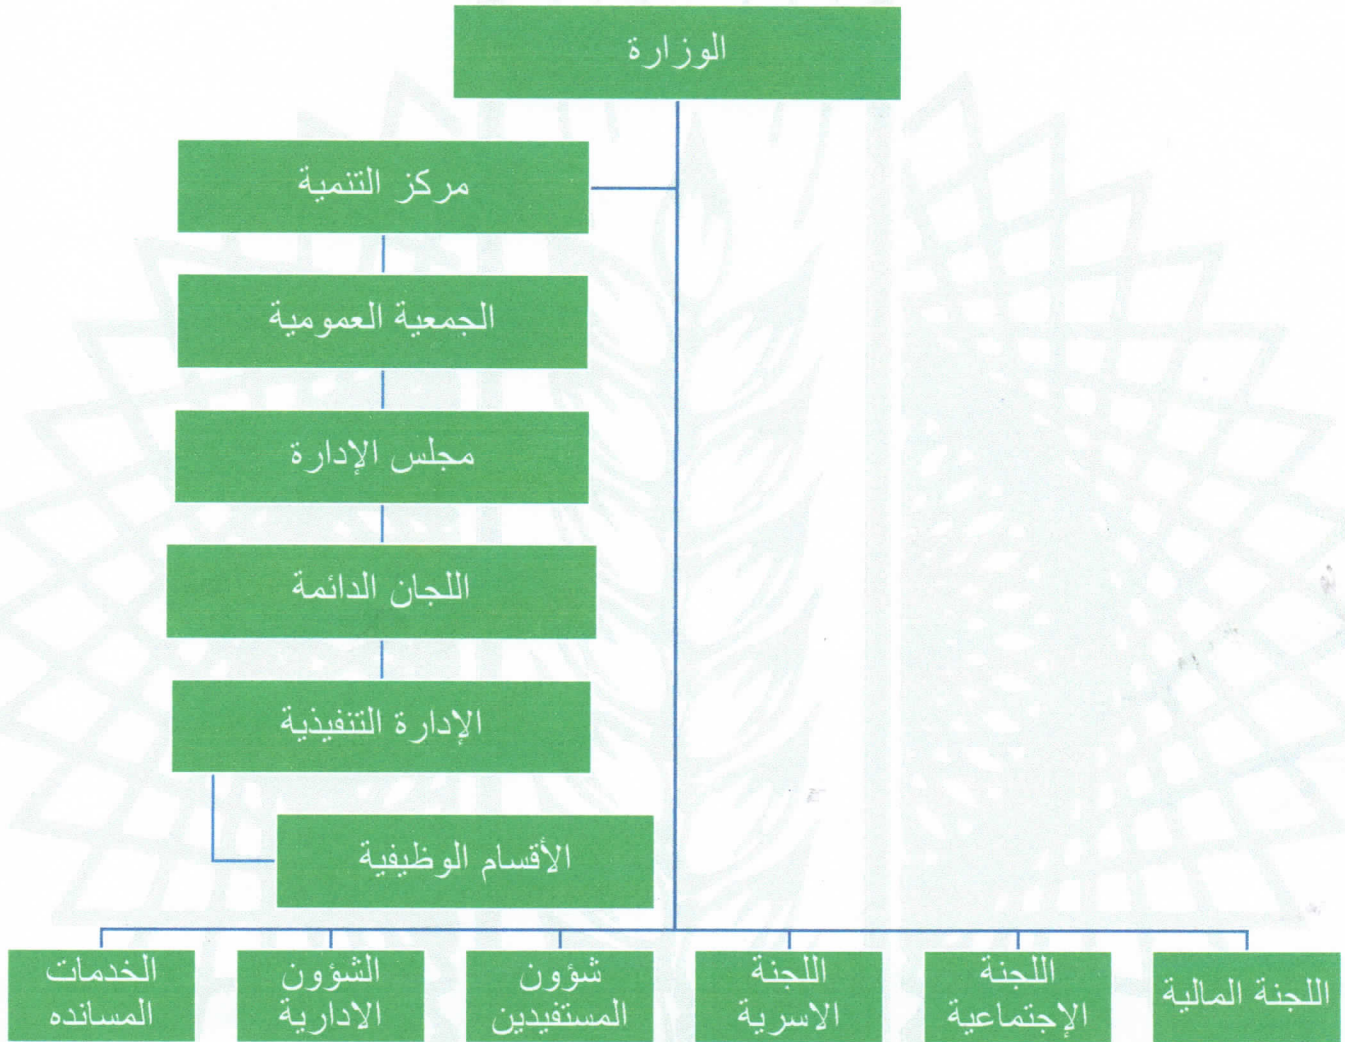 الوزارة
مركز التنمية
الجمعية العمومية
مجلس الإدارة
اللجان الدائمة
الإدارة التنفيذية
الأقسام الوظيفية
اللجنة المالية
اللجنة
الإجتماعية
اللجنة
الاسرية
شؤون
المستفيدين
الشؤون
الادارية
الخدمات
المسانده